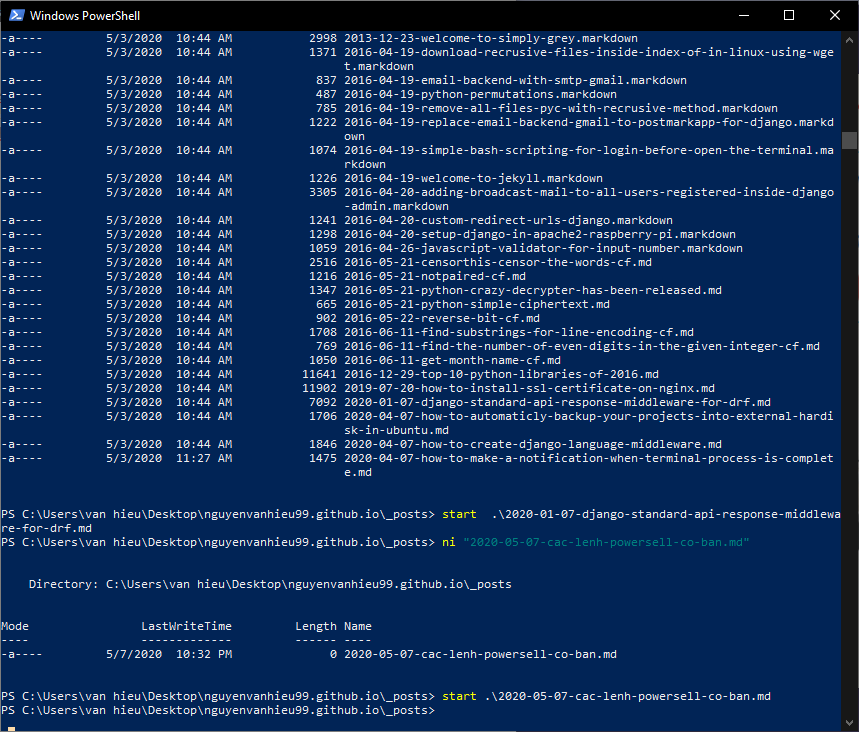 Windows PowerShell
-a---- 5/3/2020 10:44 AM 2998 2013-12-23-welcome-to-simply-grey.markdown
-a---- 5/3/2020 10:44 AM 1371 2016-04-19-download-recrusive-files-inside-index-of-in-linux-using-wge
t.markdown
-a---- 5/3/2020 10:44 AM 837 2016-04-19-email-backend-with-smtp-gmail.markdown
-a---- 5/3/2020 10:44 AM 487 2016-04-19-python-permutations.markdown
-a---- 5/3/2020 10:44 AM 785 2016-04-19-remove-all-files-pyc-with-recrusive-method.markdown
-a---- 5/3/2020 10:44 AM 1222 2016-04-19-replace-email-backend-gmail-to-postmarkapp-for-django.markd
own
-a---- 5/3/2020 10:44 AM 1074 2016-04-19-simple-bash-scripting-for-login-before-open-the-terminal.ma
rkdown
-a---- 5/3/2020 10:44 AM 1226 2016-04-19-welcome-to-jekyll.markdown
-a---- 5/3/2020 10:44 AM 3305 2016-04-20-adding-broadcast-mail-to-all-users-registered-inside-django
-admin.markdown
-a---- 5/3/2020 10:44 AM 1241 2016-04-20-custom-redirect-urls-django.markdown
-a---- 5/3/2020 10:44 AM 1298 2016-04-20-setup-django-in-apache2-raspberry-pi.markdown
-a---- 5/3/2020 10:44 AM 1059 2016-04-26-javascript-validator-for-input-number.markdown
-a---- 5/3/2020 10:44 AM 2516 2016-05-21-censorthis-censor-the-words-cf.md
-a---- 5/3/2020 10:44 AM 1216 2016-05-21-notpaired-cf.md
-a---- 5/3/2020 10:44 AM 1347 2016-05-21-python-crazy-decrypter-has-been-released.md
-a---- 5/3/2020 10:44 AM 665 2016-05-21-python-simple-ciphertext.md
-a---- 5/3/2020 10:44 AM 902 2016-05-22-reverse-bit-cf.md
-a---- 5/3/2020 10:44 AM 1708 2016-06-11-find-substrings-for-line-encoding-cf.md
-a---- 5/3/2020 10:44 AM 769 2016-06-11-find-the-number-of-even-digits-in-the-given-integer-cf.md
-a---- 5/3/2020 10:44 AM 1050 2016-06-11-get-month-name-cf.md
-a---- 5/3/2020 10:44 AM 11641 2016-12-29-top-10-python-libraries-of-2016.md
-a---- 5/3/2020 10:44 AM 11902 2019-07-20-how-to-install-ssl-certificate-on-nginx.md
-a---- 5/3/2020 10:44 AM 7092 2020-01-07-django-standard-api-response-middleware-for-drf.md
-a---- 5/3/2020 10:44 AM 1706 2020-04-07-how-to-automaticly-backup-your-projects-into-external-hardi
sk-in-ubuntu.md
-a---- 5/3/2020 10:44 AM 1846 2020-04-07-how-to-create-django-language-middleware.md
-a---- 5/3/2020 11:27 AM 1475 2020-04-07-how-to-make-a-notification-when-terminal-process-is-complet
e.md
PS C:\Users\van hieu\Desktop\nguyenvanhieu99.github.io\_posts> start  .\2020-01-07-django-standard-api-response-middlewa
re-for-drf.md
PS C:\Users\van hieu\Desktop\nguyenvanhieu99.github.io\_posts> ni "2020-05-07-cac-lenh-powersell-co-ban.md"
Directory: C:\Users\van hieu\Desktop\nguyenvanhieu99.github.io\_posts
Mode LastWriteTime Length Name
---- ------------- ------ ----
-a---- 5/7/2020 10:32 PM 0 2020-05-07-cac-lenh-powersell-co-ban.md
PS C:\Users\van hieu\Desktop\nguyenvanhieu99.github.io\_posts> start .\2020-05-07-cac-lenh-powersell-co-ban.md
PS C:\Users\van hieu\Desktop\nguyenvanhieu99.github.io\_posts>